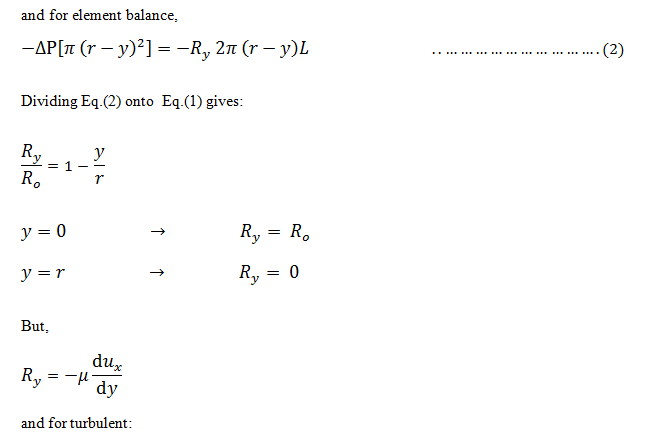 and for element balance,
−ΔP[π (r − y)²] = −R_y 2π (r − y)L .. … … … … … … … … … … . (2)
Dividing Eq.(2) onto Eq.(1) gives:
R_y / R_o = 1 − y / r
y = 0 → R_y = R_o
y = r → R_y = 0
But,
R_y = −μ du_x / dy
and for turbulent: